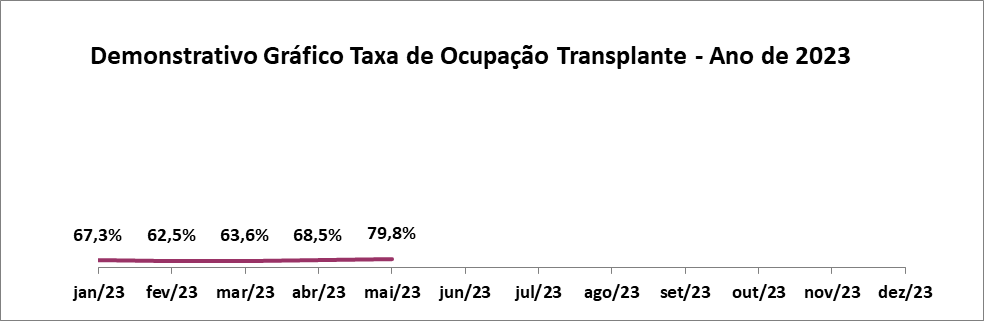 Demonstrativo Gráfico Taxa de Ocupação Transplante - Ano de 2023
67,3% 62,5% 63,6% 68,5% 79,8%
jan/23 fev/23 mar/23 abr/23 mai/23 jun/23 jul/23 ago/23 set/23 out/23 nov/23 dez/23